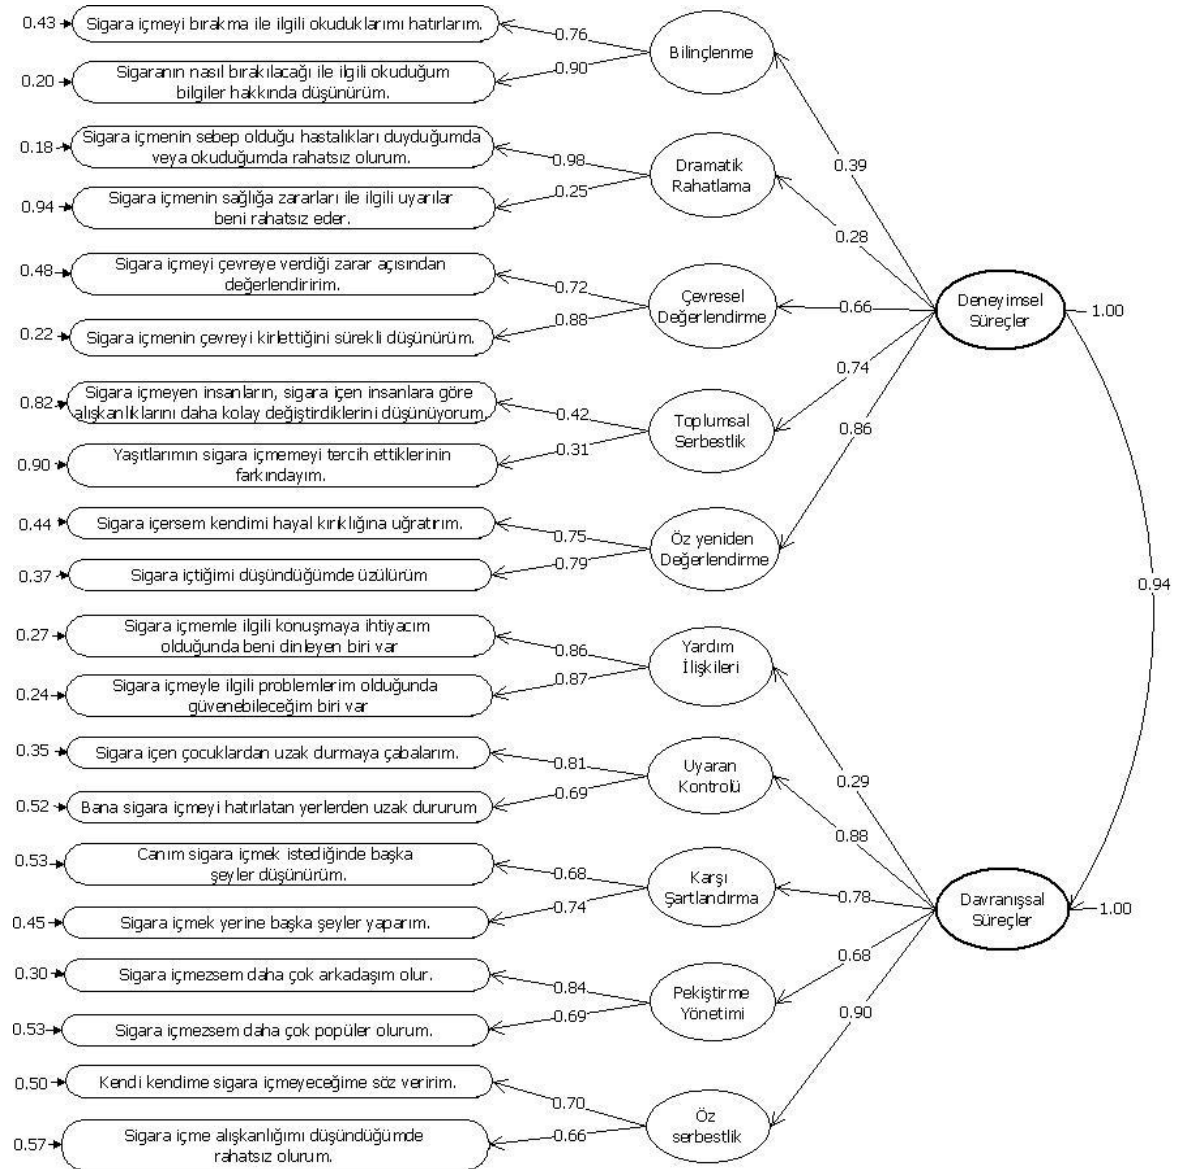 0.43
Sigara içmeyi bırakma ile ilgili okuduklarımı hatırlarım.
0.76
Bilinçlenme
0.20
Sigaranın nasıl bırakılacağı ile ilgili okuduğum
bilgiler hakkında düşünürüm.
0.90
0.39
0.18
Sigara içmenin sebep olduğu hastalıkları duyduğumda
veya okuduğumda rahatsız olurum.
0.98
Dramatik
Rahatlama
0.94
Sigara içmenin sağlığa zararları ile ilgili uyarılar
beni rahatsız eder.
0.25
0.28
0.48
Sigara içmeyi çevreye verdiği zarar açısından
değerlendiririm.
0.72
Çevresel
Değerlendirme
0.66
Deneyimsel
Süreçler
1.00
0.22
Sigara içmenin çevreyi kirlettiğini sürekli düşünürüm.
0.88
0.74
0.82
Sigara içmeyen insanların, sigara içen insanlara göre
alışkanlıklarını daha kolay değiştirdiklerini düşünüyorum.
0.42
Toplumsal
Serbestlik
0.86
0.90
Yaşıtlarımın sigara içmemeyi tercih ettiklerinin
farkındayım.
0.31
0.44
Sigara içersem kendimi hayal kırıklığına uğratırım.
0.75
Öz yeniden
Değerlendirme
0.37
Sigara içtiğimi düşündüğümde üzülürüm
0.79
0.94
0.27
Sigara içmemle ilgili konuşmaya ihtiyacım
olduğunda beni dinleyen biri var
0.86
Yardım
İlişkileri
0.24
Sigara içmeyle ilgili problemlerim olduğunda
güvenebileceğim biri var
0.87
0.35
Sigara içen çocuklardan uzak durmaya çabalarım.
0.81
Uyaran
Kontrolü
0.29
0.52
Bana sigara içmeyi hatırlatan yerlerden uzak dururum
0.69
0.88
0.53
Canım sigara içmek istediğinde başka
şeyler düşünürüm.
0.68
Karşı
Şartlandırma
0.78
Davranışsal
Süreçler
1.00
0.45
Sigara içmek yerine başka şeyler yaparım.
0.74
0.68
0.30
Sigara içmezsem daha çok arkadaşım olur.
0.84
Pekiştirme
Yönetimi
0.90
0.53
Sigara içmezsem daha çok popüler olurum.
0.69
0.50
Kendi kendime sigara içmeyeceğime söz veririm.
0.70
Öz
serbestlik
0.57
Sigara içme alışkanlığımı düşündüğümde
rahatsız olurum.
0.66